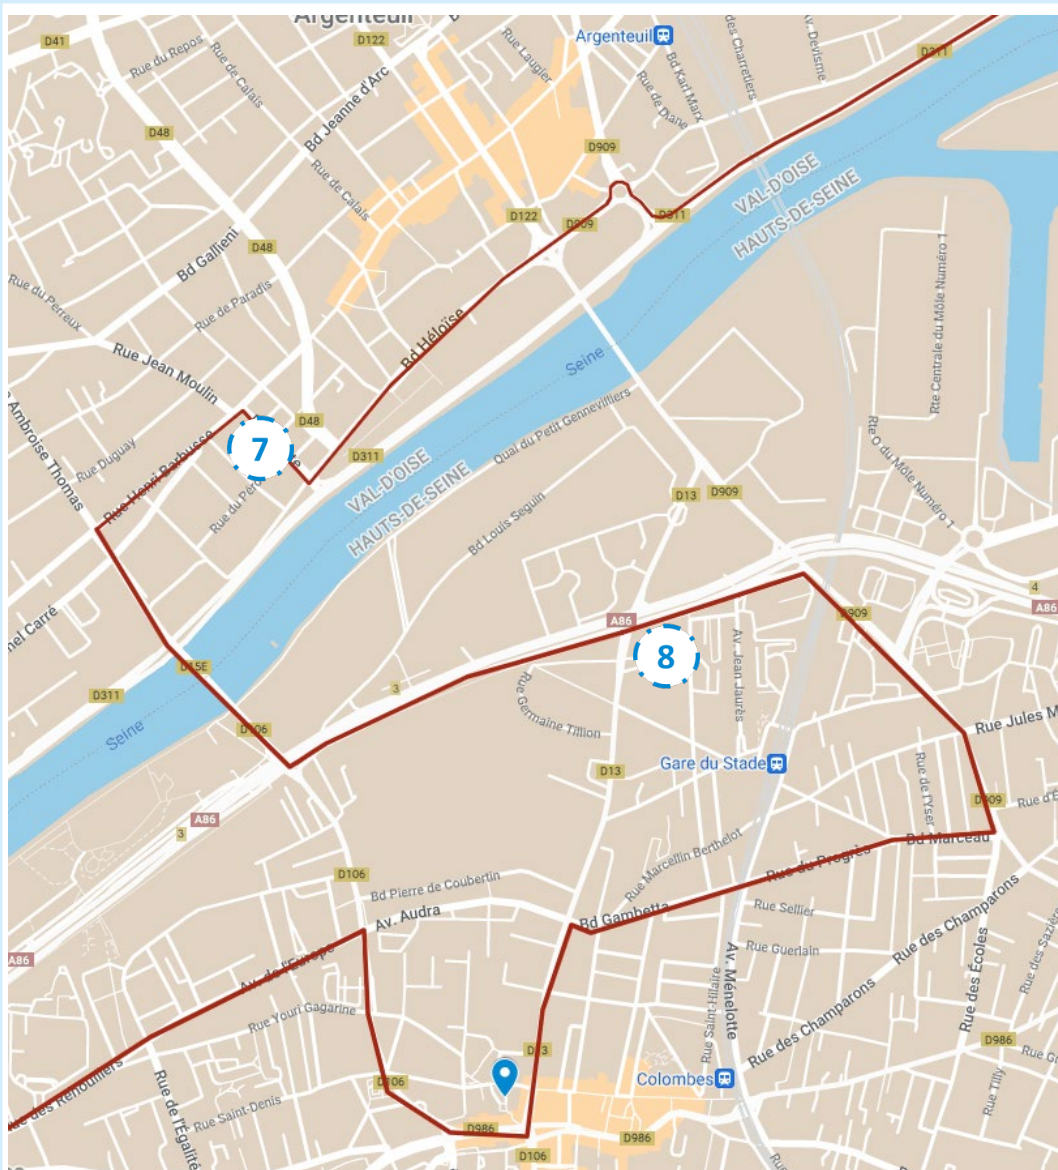 Argenteuil
D41
D122
D909
Argenteuil
Rue du Repos
Rue de Calais
Rue Laugier
Bd Karl Marx
des Charretiers
Av. Devisme
D311
Bd Jeanne d'Arc
Rue de Diane
D48
D909
Rue de Calais
VAL-D'OISE
HAUTS-DE-SEINE
D122
D909
D311
Bd Gallieni
D48
Rte Centrale du Môle Numéro 1
Rue du Perreux
Rue de Paradis
Bd Héloïse
Seine
Rue Jean Moulin
Ambroise Thomas
D48
Quai du Petit Gennevilliers
Rte O du Môle Numéro 1
Rue Duguay
Rue Henri Barbusse
7
D311
VAL-D'OISE
HAUTS-DE-SEINE
Rue du
D13
D909
Bd Louis Seguin
4
A86
nel Carré
D909
A86
8
Av. Jean Jaurès
D15E
D311
3
Rue Germaine Tillion
Seine
D106
Rue Jules M
Gare du Stade
D13
Rue de l'Yser
D909
Rue d'E
A86
3
Rue Marcellin Berthelot
Bd Marceau
Rue du Progrès
D106
Bd Pierre de Coubertin
Av. Audra
Bd Gambetta
Rue Sellier
Rue des Champarons
A86
Av. de l'Europe
Rue Guerlain
Rue des Écoles
Rue des
Av. Ménelotte
Rue Saint-Hilaire
Rue Youri Gagarine
Rue des Champarons
D13
D986
Rue Gr
Colombes
D106
Rue des Renouillers
Rue Tilly
Rue de l'Egalité
Rue Saint-Denis
D986
D986
D106